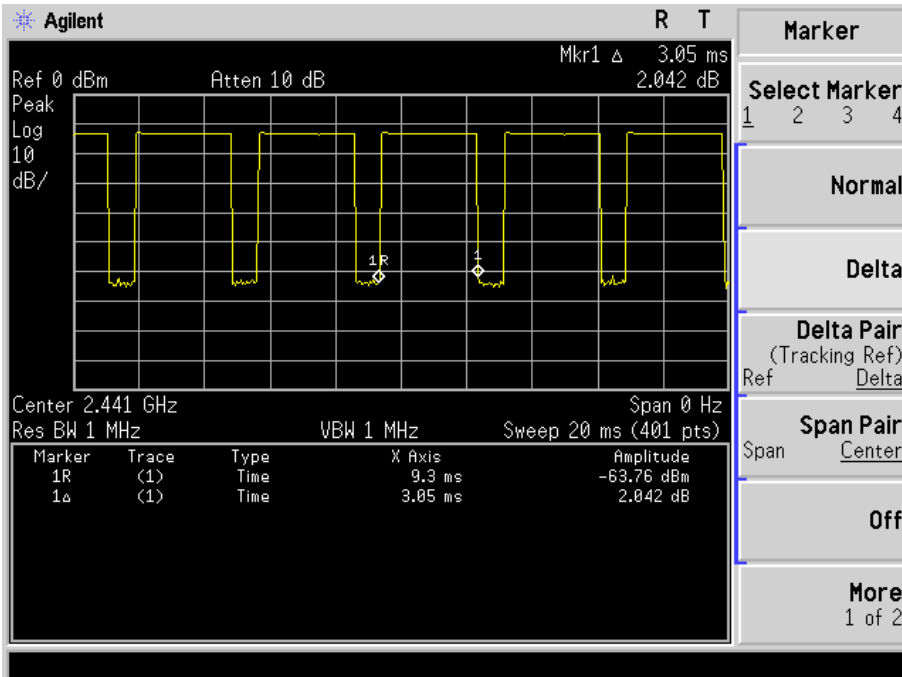 Agilent R T
Mkr1 Δ 3.05 ms
Ref 0 dBm Atten 10 dB 2.042 dB
Peak
Log
10
dB/
1R
1
Center 2.441 GHz Span 0 Hz
Res BW 1 MHz VBW 1 MHz Sweep 20 ms (401 pts)
Marker Trace Type X Axis Amplitude
1R (1) Time 9.3 ms -63.76 dBm
1Δ (1) Time 3.05 ms 2.042 dB
Marker
Select Marker
1 2 3 4
Normal
Delta
Delta Pair
(Tracking Ref)
Ref Delta
Span Pair
Span Center
Off
More
1 of 2